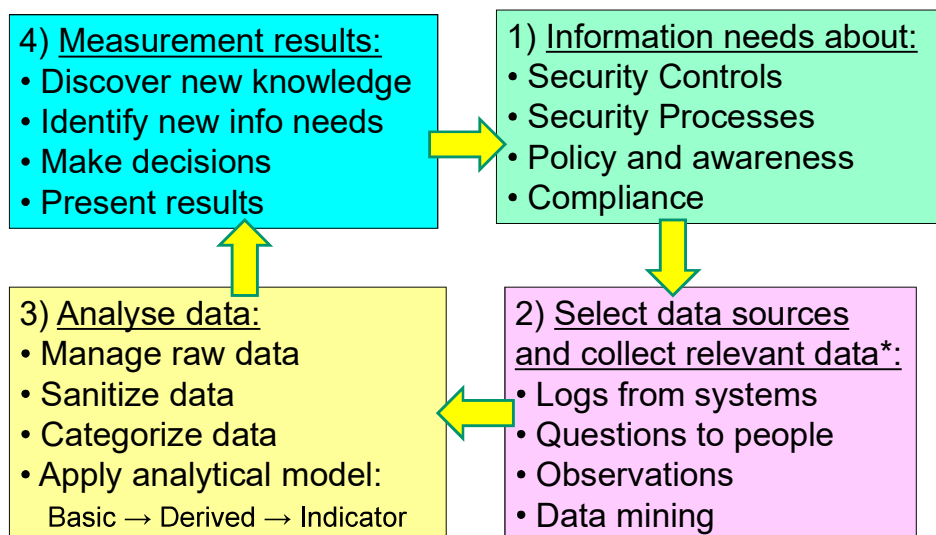 4) Measurement results:
• Discover new knowledge
• Identify new info needs
• Make decisions
• Present results
1) Information needs about:
• Security Controls
• Security Processes
• Policy and awareness
• Compliance
2) Select data sources
and collect relevant data*:
• Logs from systems
• Questions to people
• Observations
• Data mining
3) Analyse data:
• Manage raw data
• Sanitize data
• Categorize data
• Apply analytical model:
Basic → Derived → Indicator